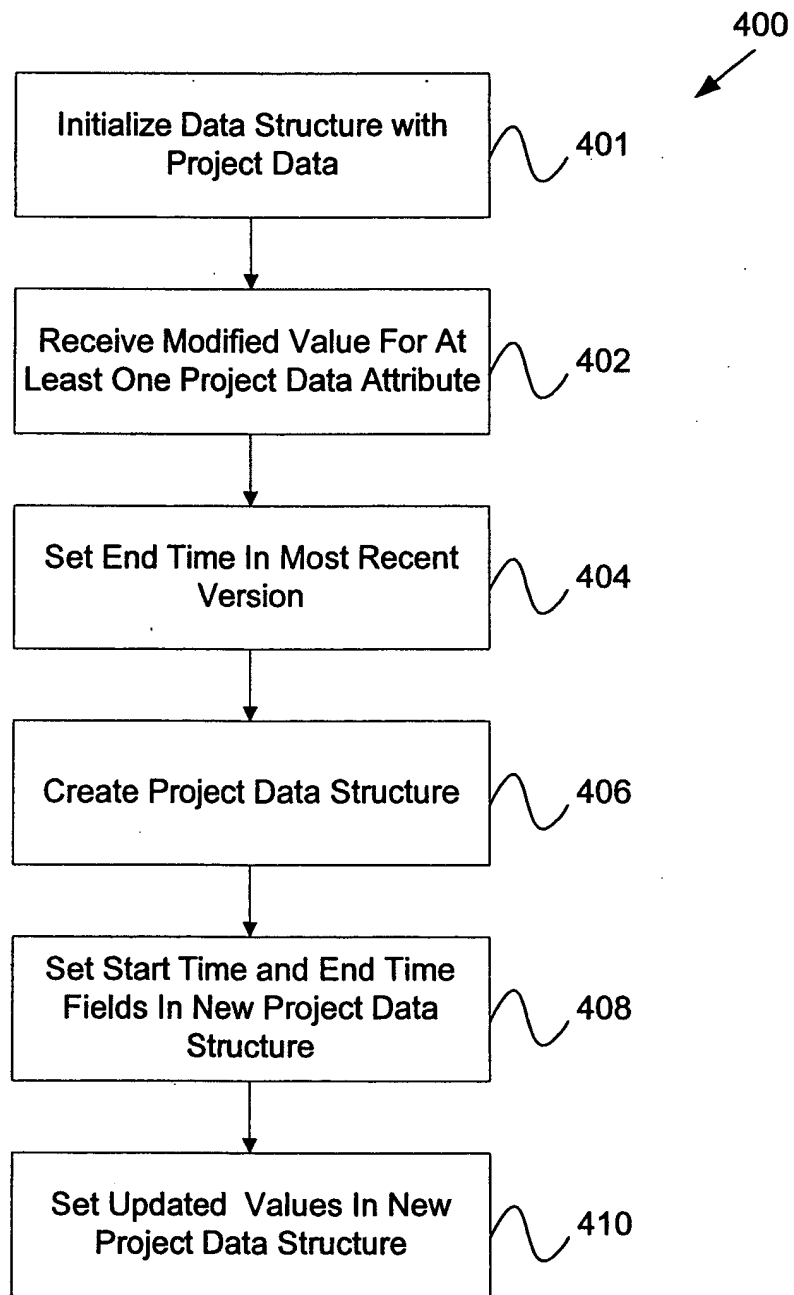 400
Initialize Data Structure with
Project Data
401
Receive Modified Value For At
Least One Project Data Attribute
402
Set End Time In Most Recent
Version
404
Create Project Data Structure
406
Set Start Time and End Time
Fields In New Project Data
Structure
408
Set Updated Values In New
Project Data Structure
410